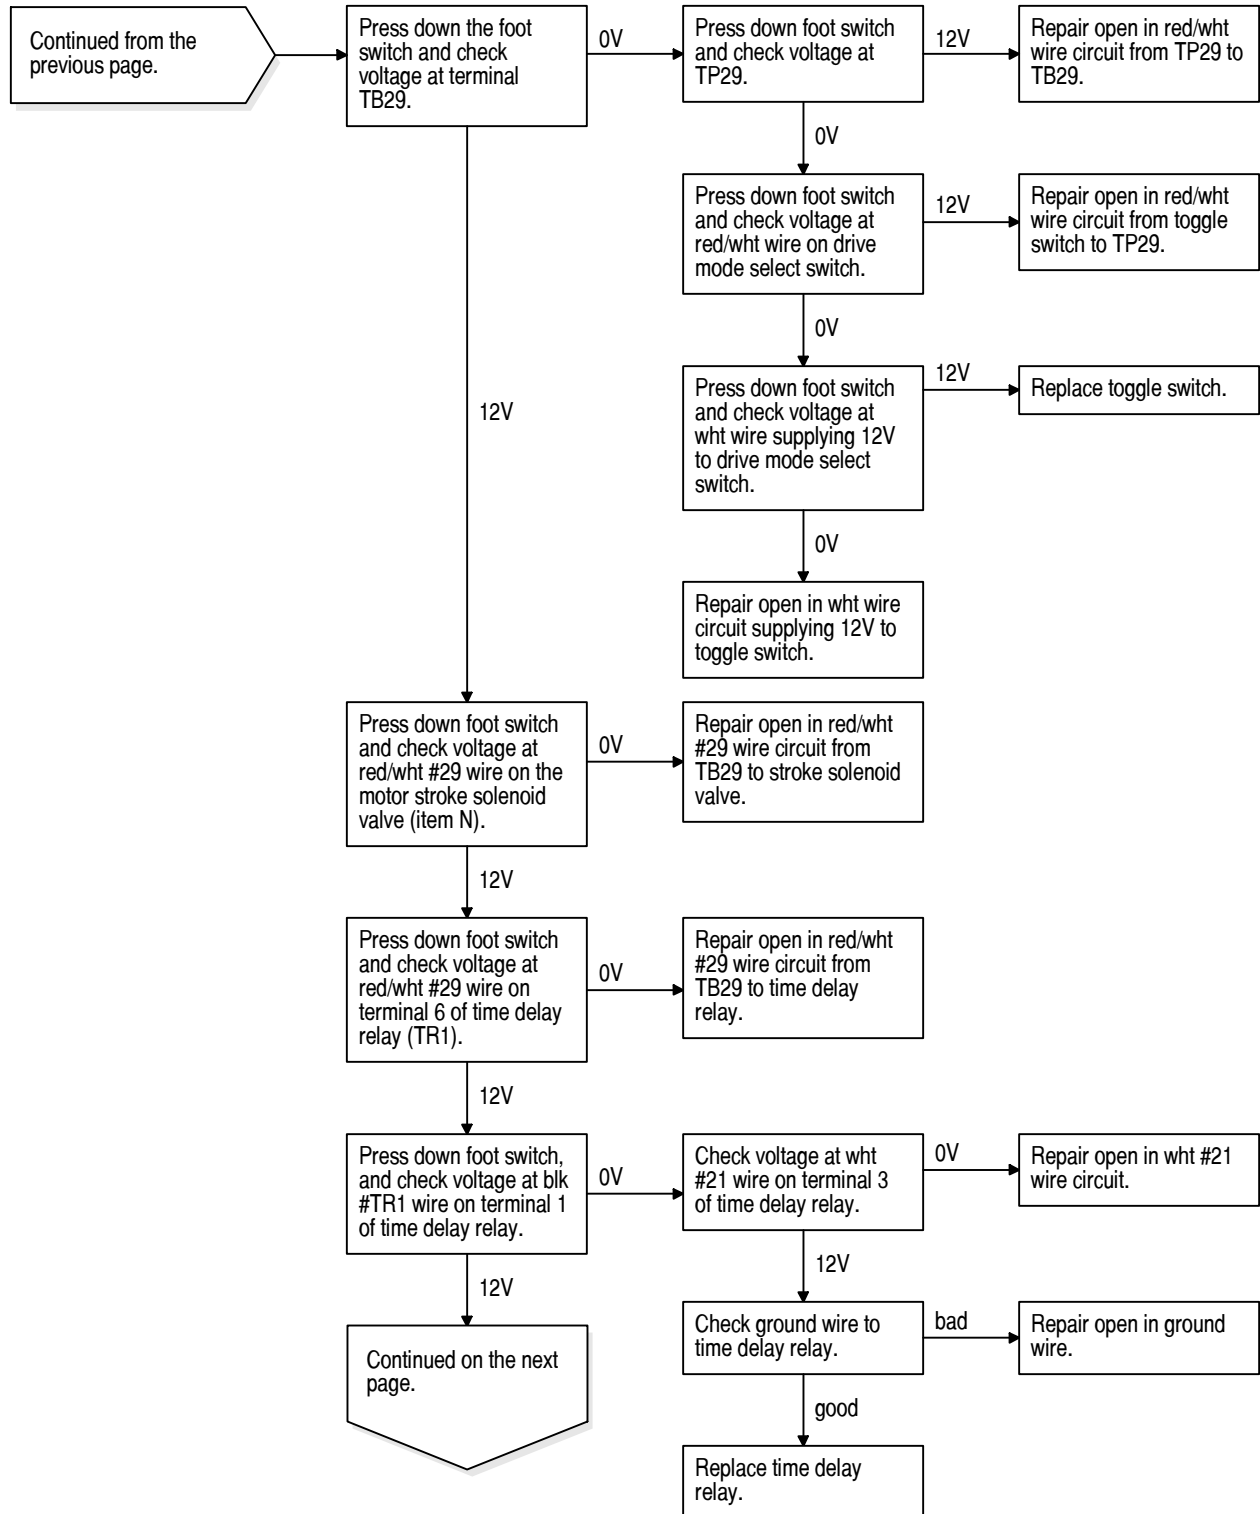 Continued from the
previous page.
Press down the foot
switch and check
voltage at terminal
TB29.
0V
Press down foot switch
and check voltage at
TP29.
12V
Repair open in red/wht
wire circuit from TP29 to
TB29.
0V
Press down foot switch
and check voltage at
red/wht wire on drive
mode select switch.
12V
Repair open in red/wht
wire circuit from toggle
switch to TP29.
0V
12V
Press down foot switch
and check voltage at
wht wire supplying 12V
to drive mode select
switch.
12V
Replace toggle switch.
0V
Repair open in wht wire
circuit supplying 12V to
toggle switch.
Press down foot switch
and check voltage at
red/wht #29 wire on the
motor stroke solenoid
valve (item N).
0V
Repair open in red/wht
#29 wire circuit from
TB29 to stroke solenoid
valve.
12V
Press down foot switch
and check voltage at
red/wht #29 wire on
terminal 6 of time delay
relay (TR1).
0V
Repair open in red/wht
#29 wire circuit from
TB29 to time delay
relay.
12V
Press down foot switch,
and check voltage at blk
#TR1 wire on terminal 1
of time delay relay.
0V
Check voltage at wht
#21 wire on terminal 3
of time delay relay.
0V
Repair open in wht #21
wire circuit.
12V
12V
Continued on the next
page.
Check ground wire to
time delay relay.
bad
Repair open in ground
wire.
good
Replace time delay
relay.